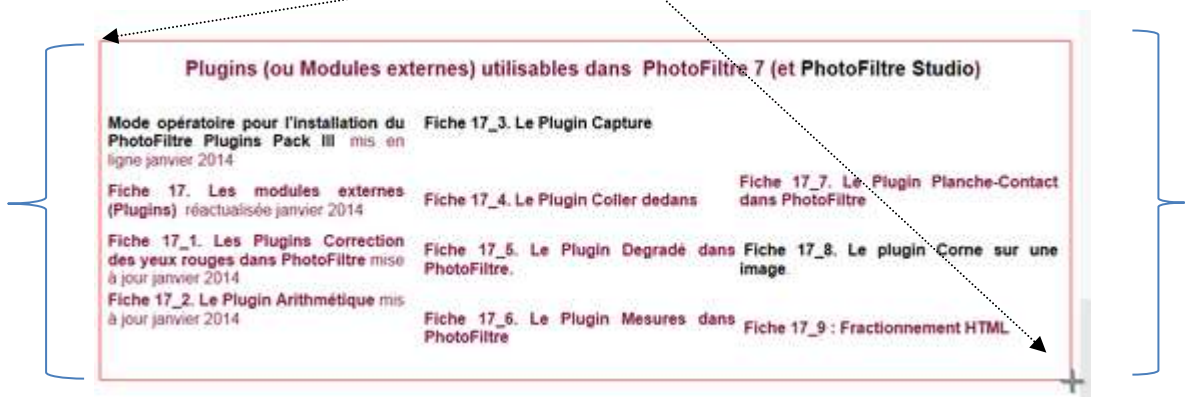 Plugins (ou Modules externes) utilisables dans PhotoFiltre 7 (et PhotoFiltre Studio)
Mode opératoire pour l'installation du
PhotoFiltre Plugins Pack III mis en
ligne janvier 2014
Fiche 17. Les modules externes
(Plugins) réactualisée janvier 2014
Fiche 17_1. Les Plugins Correction
des yeux rouges dans PhotoFiltre mise
à jour janvier 2014
Fiche 17_2. Le Plugin Arithmétique mis
à jour janvier 2014
Fiche 17_3. Le Plugin Capture
Fiche 17_4. Le Plugin Coller dedans
Fiche 17_5. Le Plugin Degradé dans
PhotoFiltre.
Fiche 17_6. Le Plugin Mesures dans
PhotoFiltre
Fiche 17_7. Le Plugin Planche-Contact
dans PhotoFiltre
Fiche 17_8. Le plugin Corne sur une
image
Fiche 17_9 : Fractionnement HTML